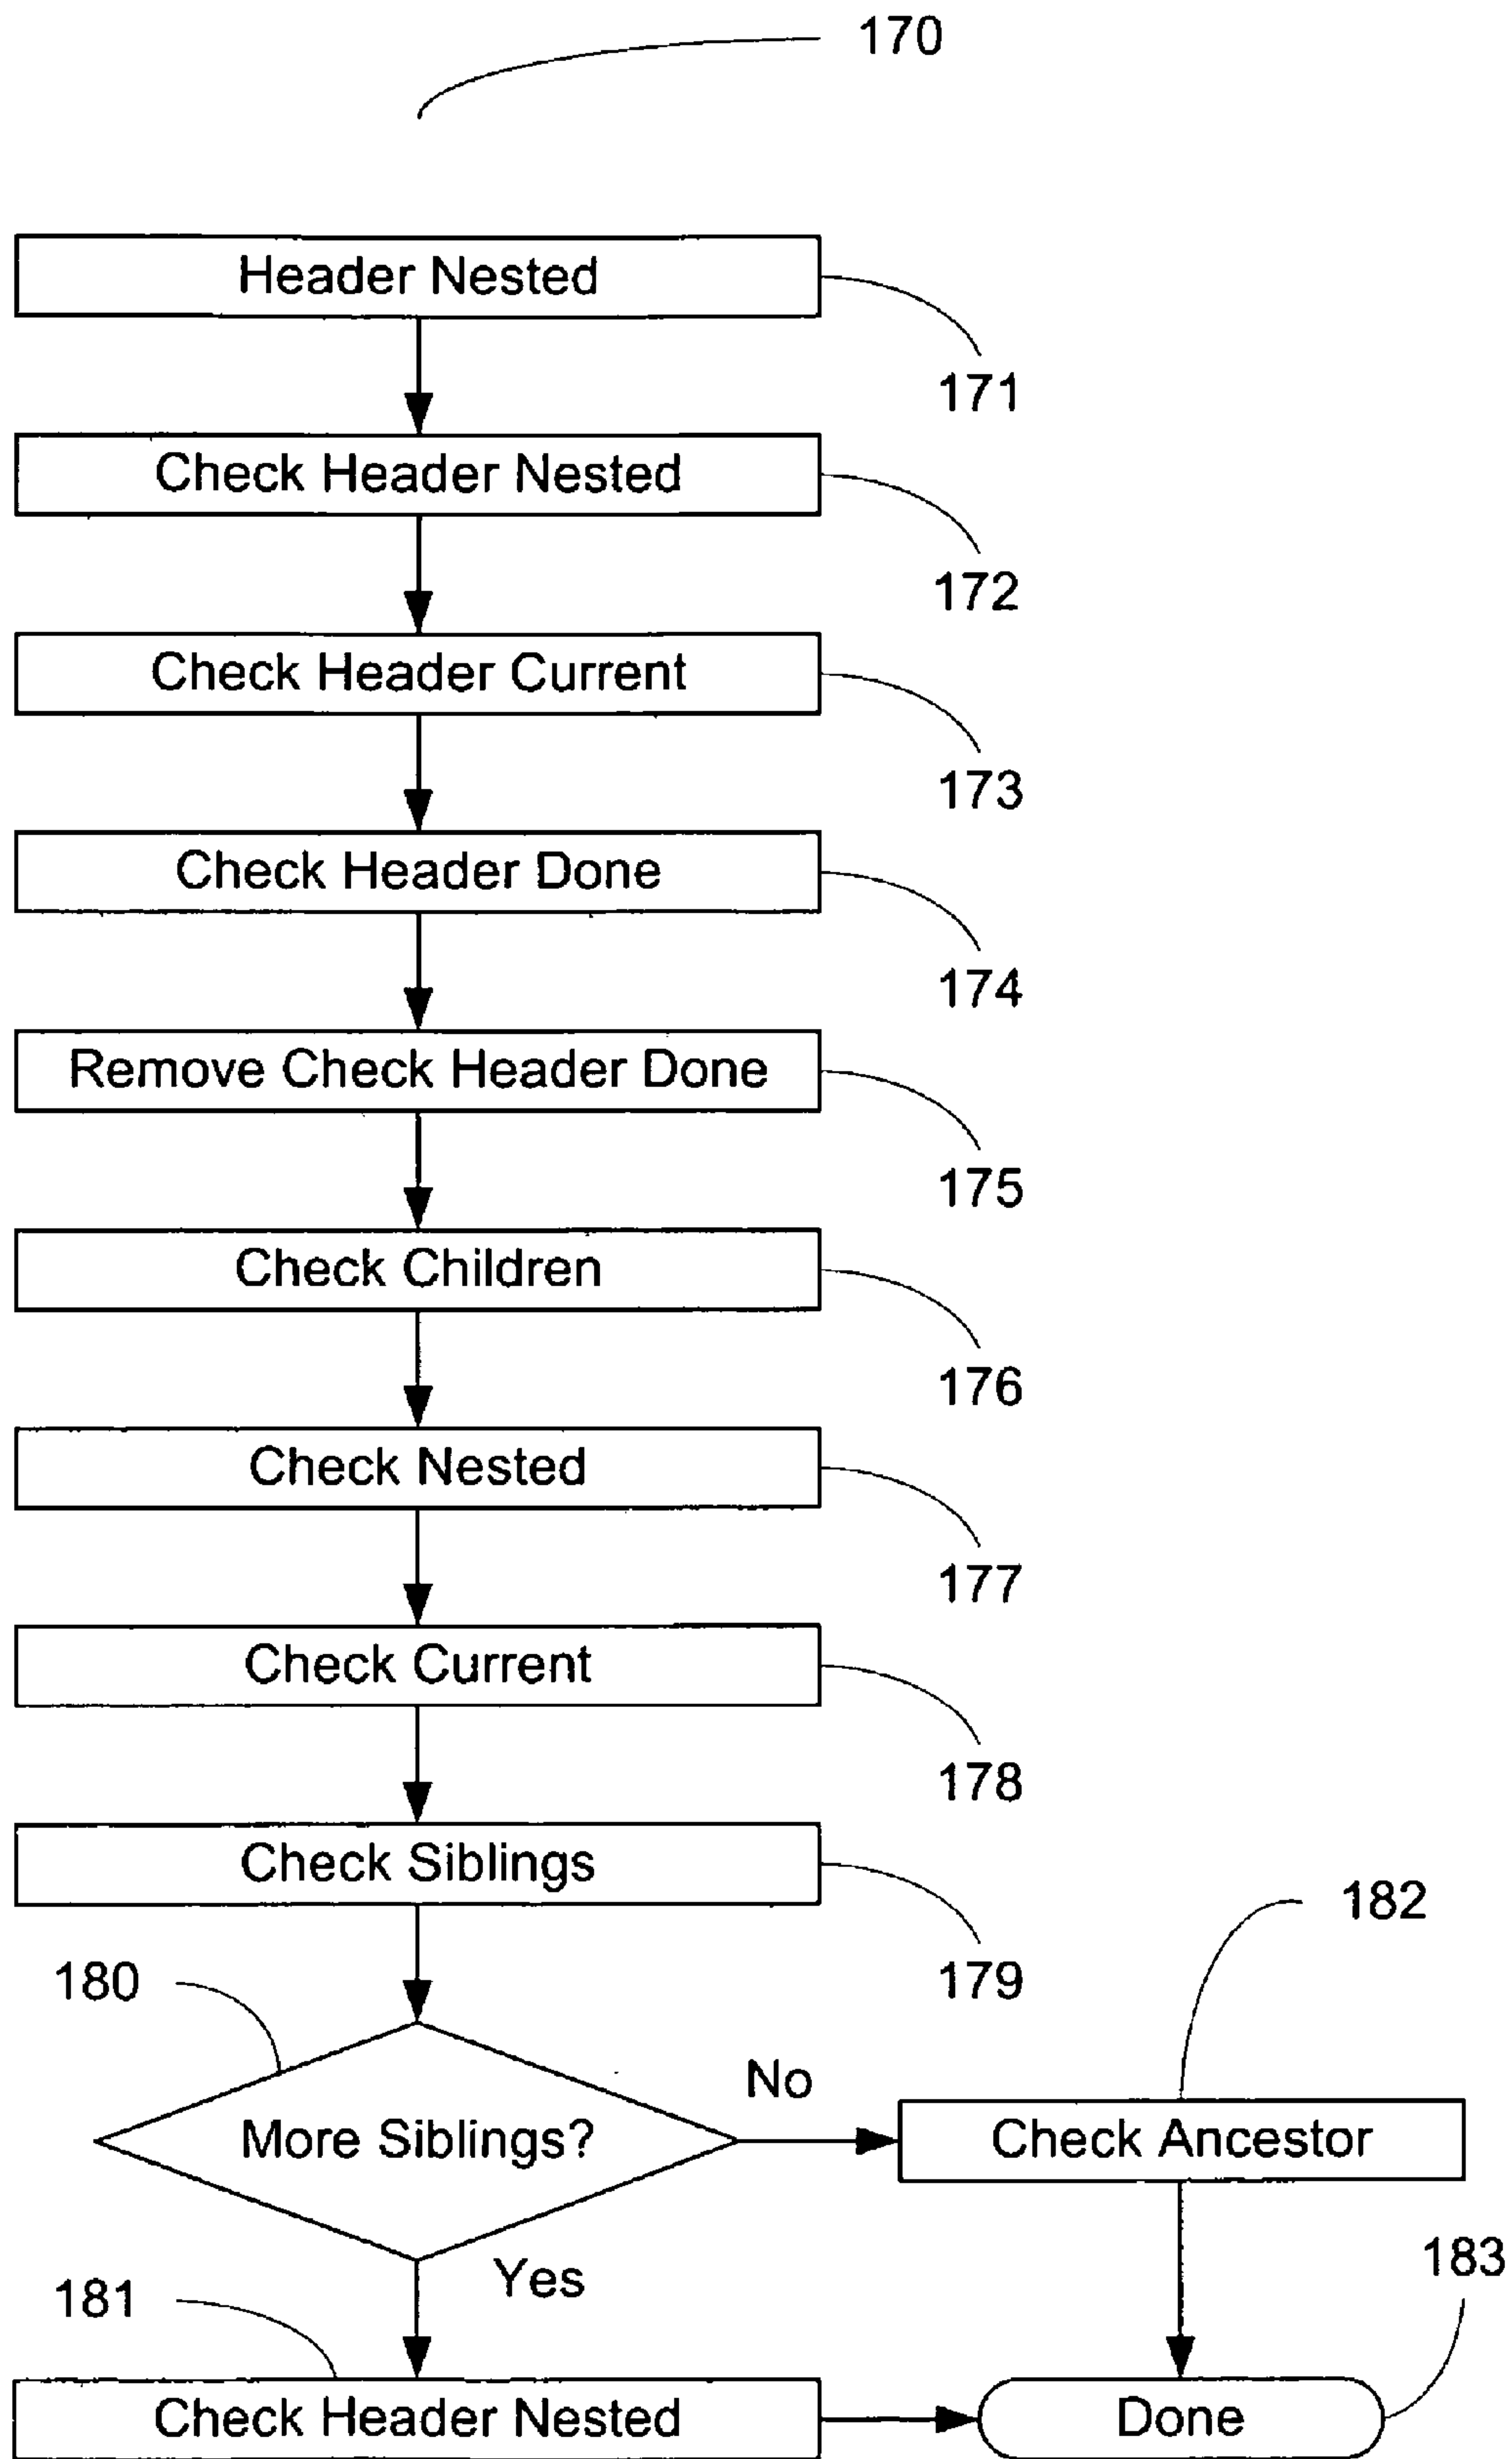 170
Header Nested
171
Check Header Nested
172
Check Header Current
173
Check Header Done
174
Remove Check Header Done
175
Check Children
176
Check Nested
177
Check Current
178
Check Siblings
179
182
180
No
More Siblings?
Check Ancestor
Yes
183
181
Check Header Nested
Done